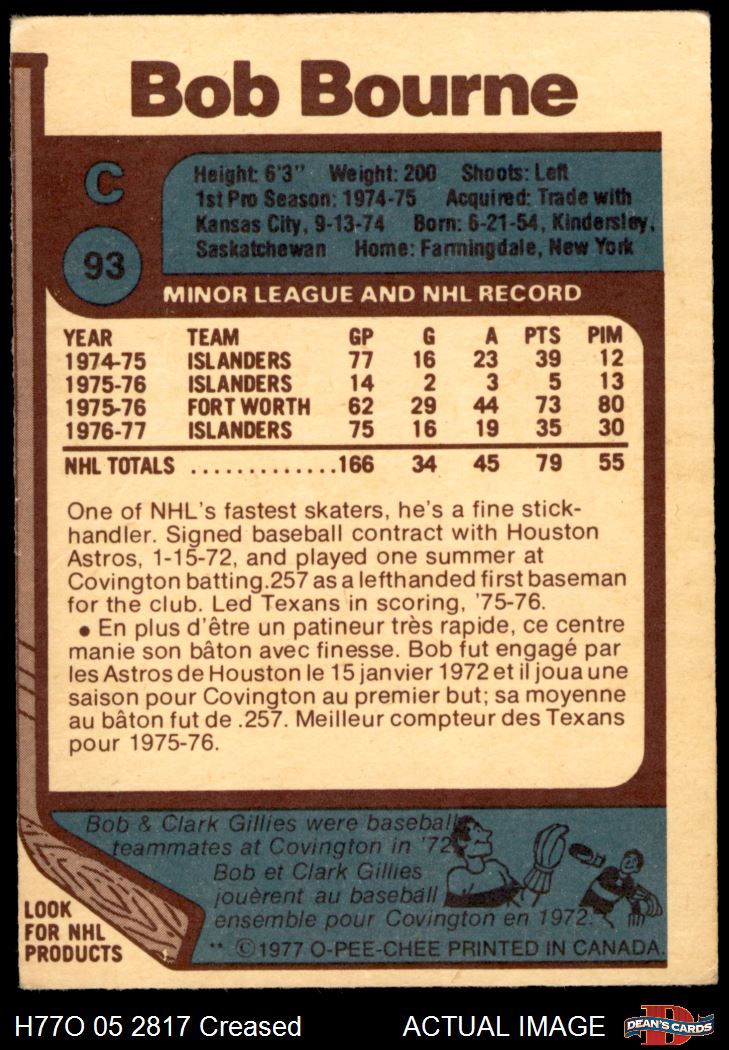 Bob Bourne
C
93
Height: 6'3" Weight: 200 Shoots: Left
1st Pro Season: 1974-75 Acquired: Trade with
Kansas City, 9-13-74 Born: 6-21-54, Kindersley,
Saskatchewan Home: Farmingdale, New York
MINOR LEAGUE AND NHL RECORD
YEAR TEAM GP G A PTS PIM
1974-75 ISLANDERS 77 16 23 39 12
1975-76 ISLANDERS 14 2 3 5 13
1975-76 FORT WORTH 62 29 44 73 80
1976-77 ISLANDERS 75 16 19 35 30
NHL TOTALS .............166 34 45 79 55
One of NHL's fastest skaters, he's a fine stick-
handler. Signed baseball contract with Houston
Astros, 1-15-72, and played one summer at
Covington batting.257 as a lefthanded first baseman
for the club. Led Texans in scoring, '75-76.
● En plus d'être un patineur très rapide, ce centre
manie son bâton avec finesse. Bob fut engagé par
les Astros de Houston le 15 janvier 1972 et il joua une
saison pour Covington au premier but; sa moyenne
au bâton fut de .257. Meilleur compteur des Texans
pour 1975-76.
Bob & Clark Gillies were baseball
teammates at Covington in '72
Bob et Clark Gillies
jouèrent au baseball
ensemble pour Covington en 1972.
LOOK
FOR NHL
PRODUCTS
** ©1977 O-PEE-CHEE PRINTED IN CANADA.
H77O 05 2817 Creased ACTUAL IMAGE
D
DEAN'S CARDS